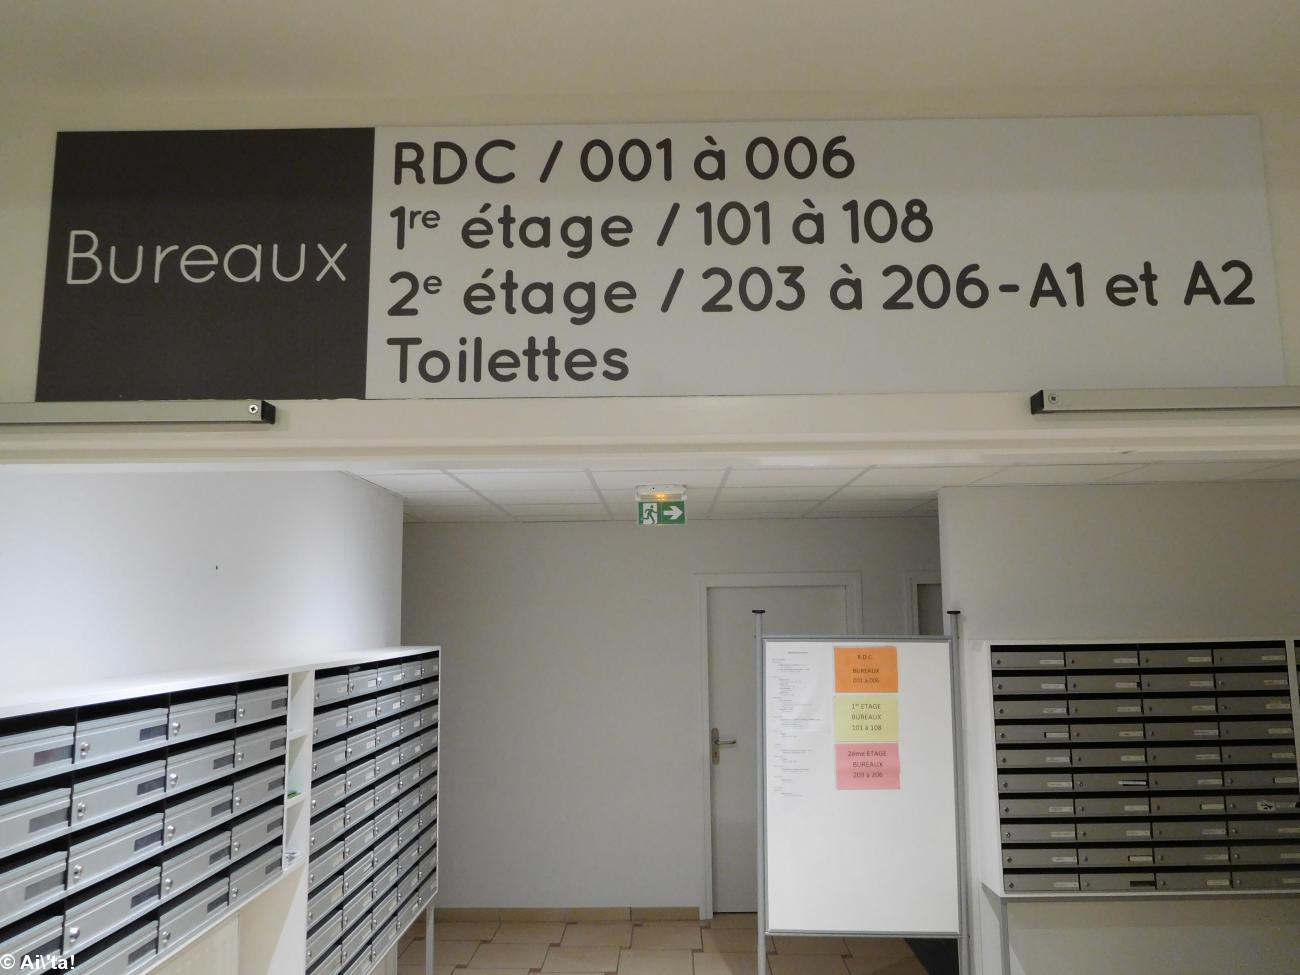 Bureaux
RDC / 001 à 006
1re étage / 101 à 108
2e étage / 203 à 206 - A1 et A2
Toilettes
R.D.C.
BUREAUX
001 à 006
1er ETAGE
BUREAUX
101 à 108
2ème ETAGE
BUREAUX
203 à 206
© Ai\'ta!